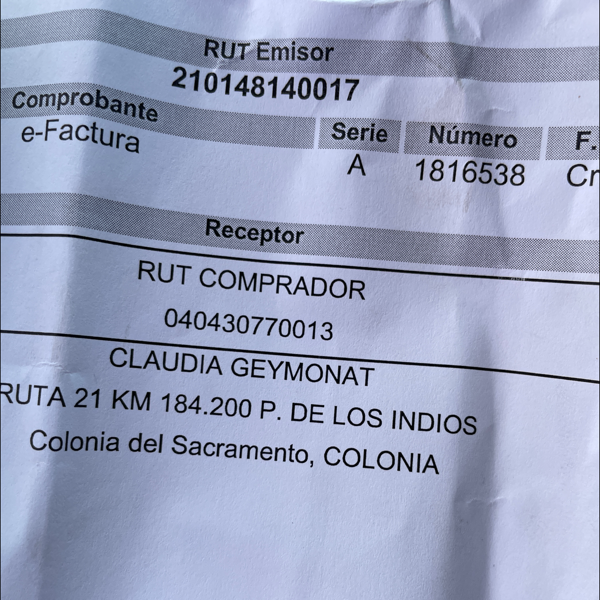 RUT Emisor
210148140017
Comprobante Serie Número F.
e-Factura A 1816538 Cr
Receptor
RUT COMPRADOR
040430770013
CLAUDIA GEYMONAT
RUTA 21 KM 184.200 P. DE LOS INDIOS
Colonia del Sacramento, COLONIA